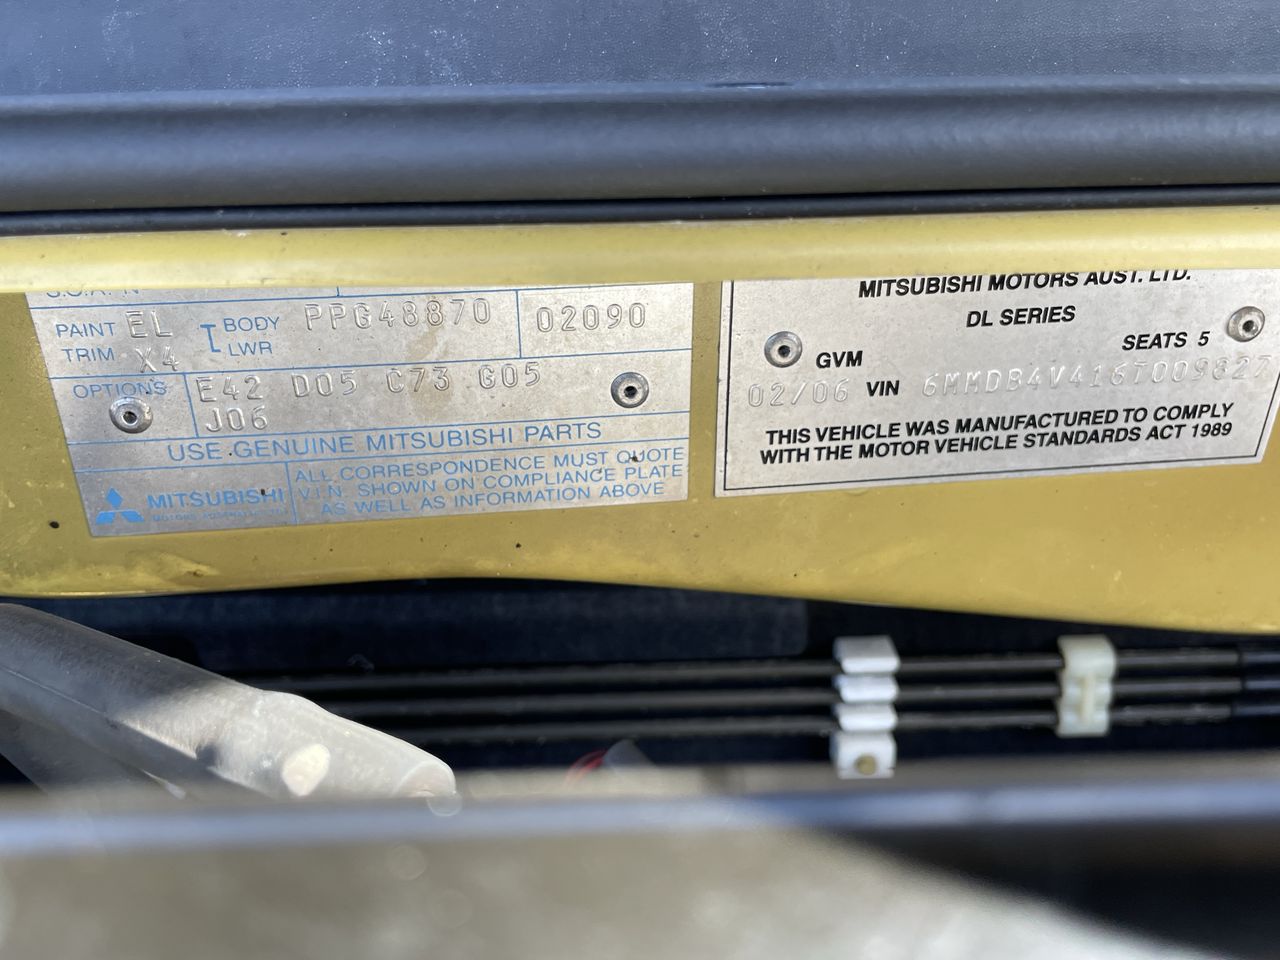 PAINT EL BODY PPG48870 02090
TRIM X4 LWR
OPTIONS E42 D05 C73 G05
J06
USE GENUINE MITSUBISHI PARTS
MITSUBISHI
ALL CORRESPONDENCE MUST QUOTE
V.I.N. SHOWN ON COMPLIANCE PLATE
AS WELL AS INFORMATION ABOVE
MITSUBISHI MOTORS AUST. LTD.
DL SERIES
SEATS 5
GVM
02/06 VIN 6MMDB4V416T009827
THIS VEHICLE WAS MANUFACTURED TO COMPLY
WITH THE MOTOR VEHICLE STANDARDS ACT 1989